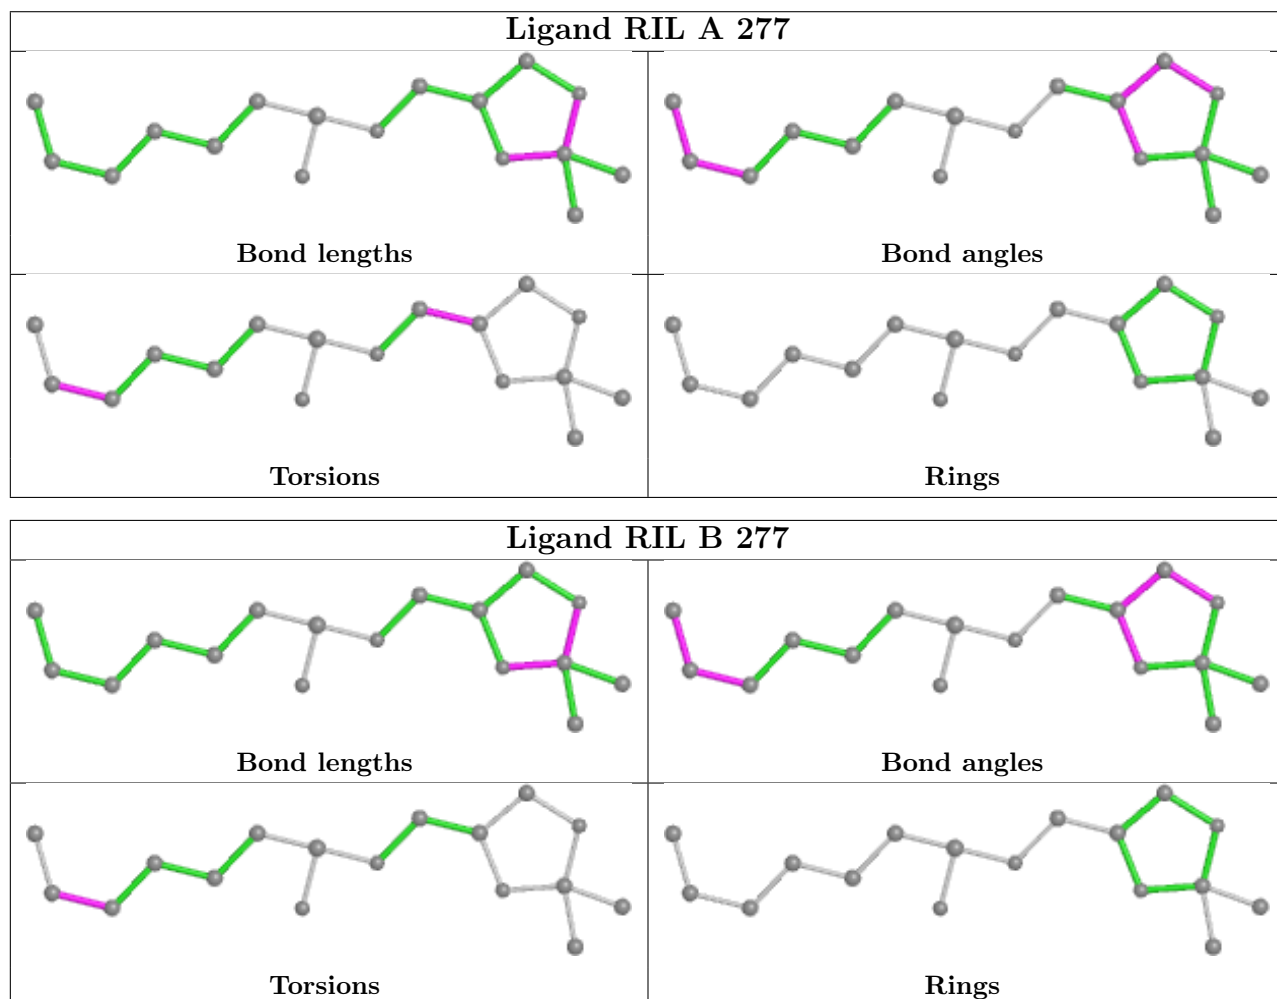 Ligand RIL A 277
Bond lengths
Bond angles
Torsions
Rings
Ligand RIL B 277
Bond lengths
Bond angles
Torsions
Rings